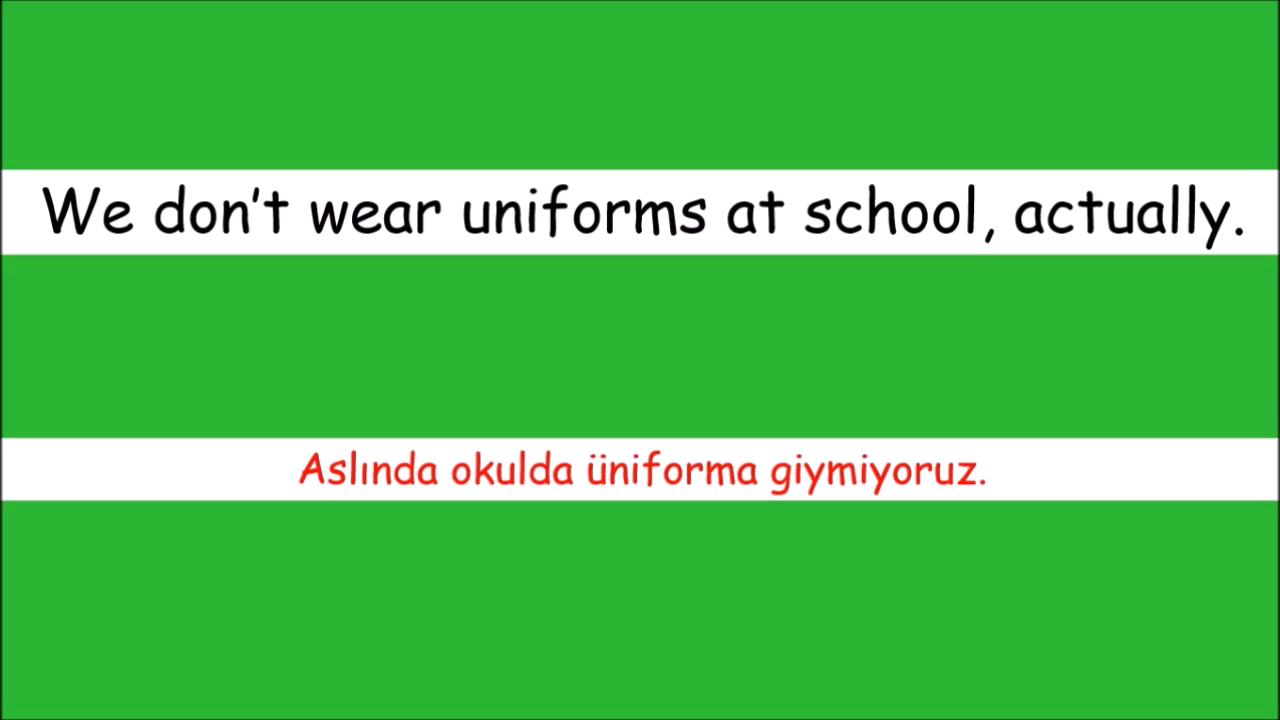 We don't wear uniforms at school, actually.
Aslında okulda üniforma giymiyoruz.